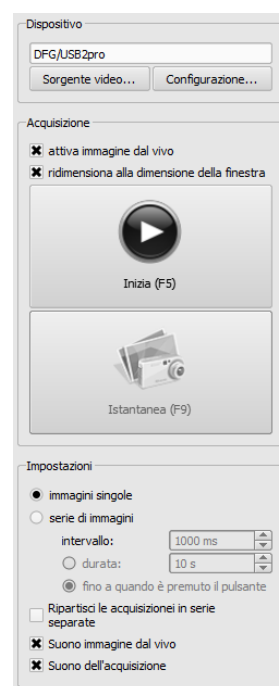 Dispositivo
DFG/USB2pro
Sorgente video... Configurazione...
Acquisizione
attiva immagine dal vivo
ridimensiona alla dimensione della finestra
Inizia (F5)
Istantanea (F9)
Impostazioni
immagini singole
serie di immagini
intervallo: 1000 ms
durata: 10 s
fino a quando è premuto il pulsante
Ripartisci le acquisizionei in serie
separate
Suono immagine dal vivo
Suono dell'acquisizione